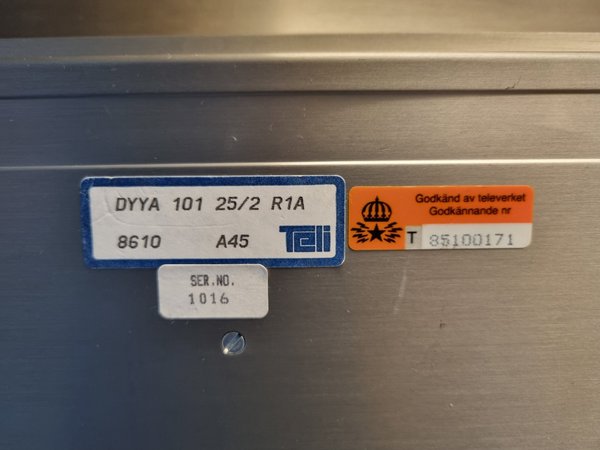 DYYA 101 25/2 R1A
8610 A45 Teli
SER.NO.
1016
Godkänd av televerket
Godkännande nr
T 85100171